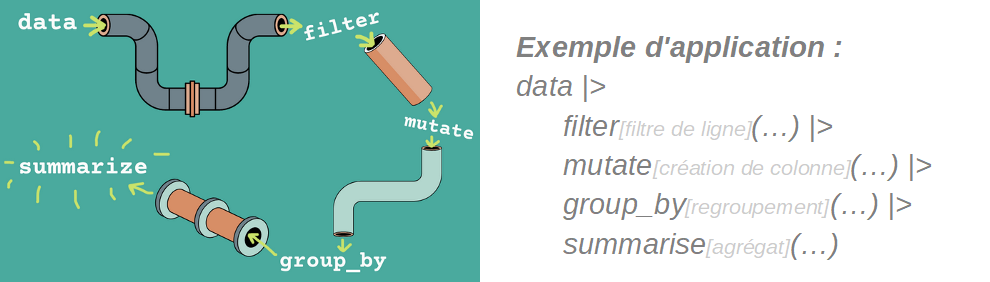 data
filter
mutate
summarize
group_by
Exemple d'application :
data |>
filter[filtre de ligne](…) |>
mutate[création de colonne](…) |>
group_by[regroupement](…) |>
summarise[agrégat](…)